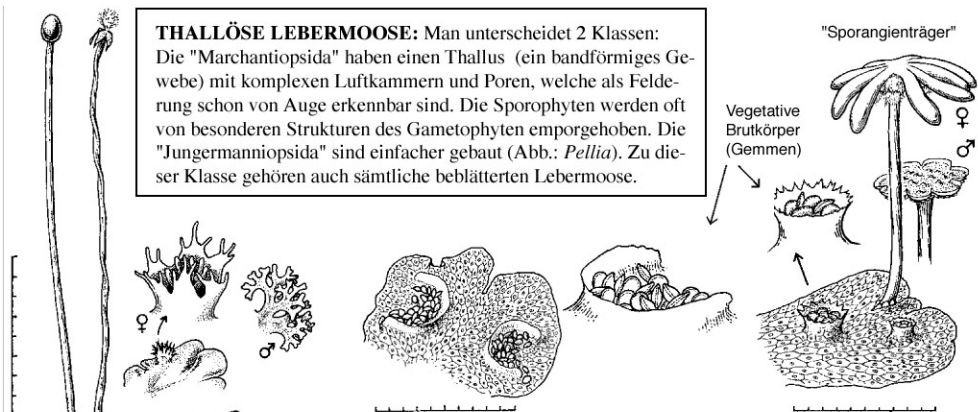 THALLÖSE LEBERMOOSE: Man unterscheidet 2 Klassen:
Die "Marchantiopsida" haben einen Thallus (ein bandförmiges Ge-
webe) mit komplexen Luftkammern und Poren, welche als Felde-
rung schon von Auge erkennbar sind. Die Sporophyten werden oft
von besonderen Strukturen des Gametophyten emporgehoben. Die
"Jungermanniopsida" sind einfacher gebaut (Abb.: Pellia). Zu die-
ser Klasse gehören auch sämtliche beblätterten Lebermoose.
"Sporangienträger"
Vegetative
Brutkörper
(Gemmen)
♀
♂
♀
♂